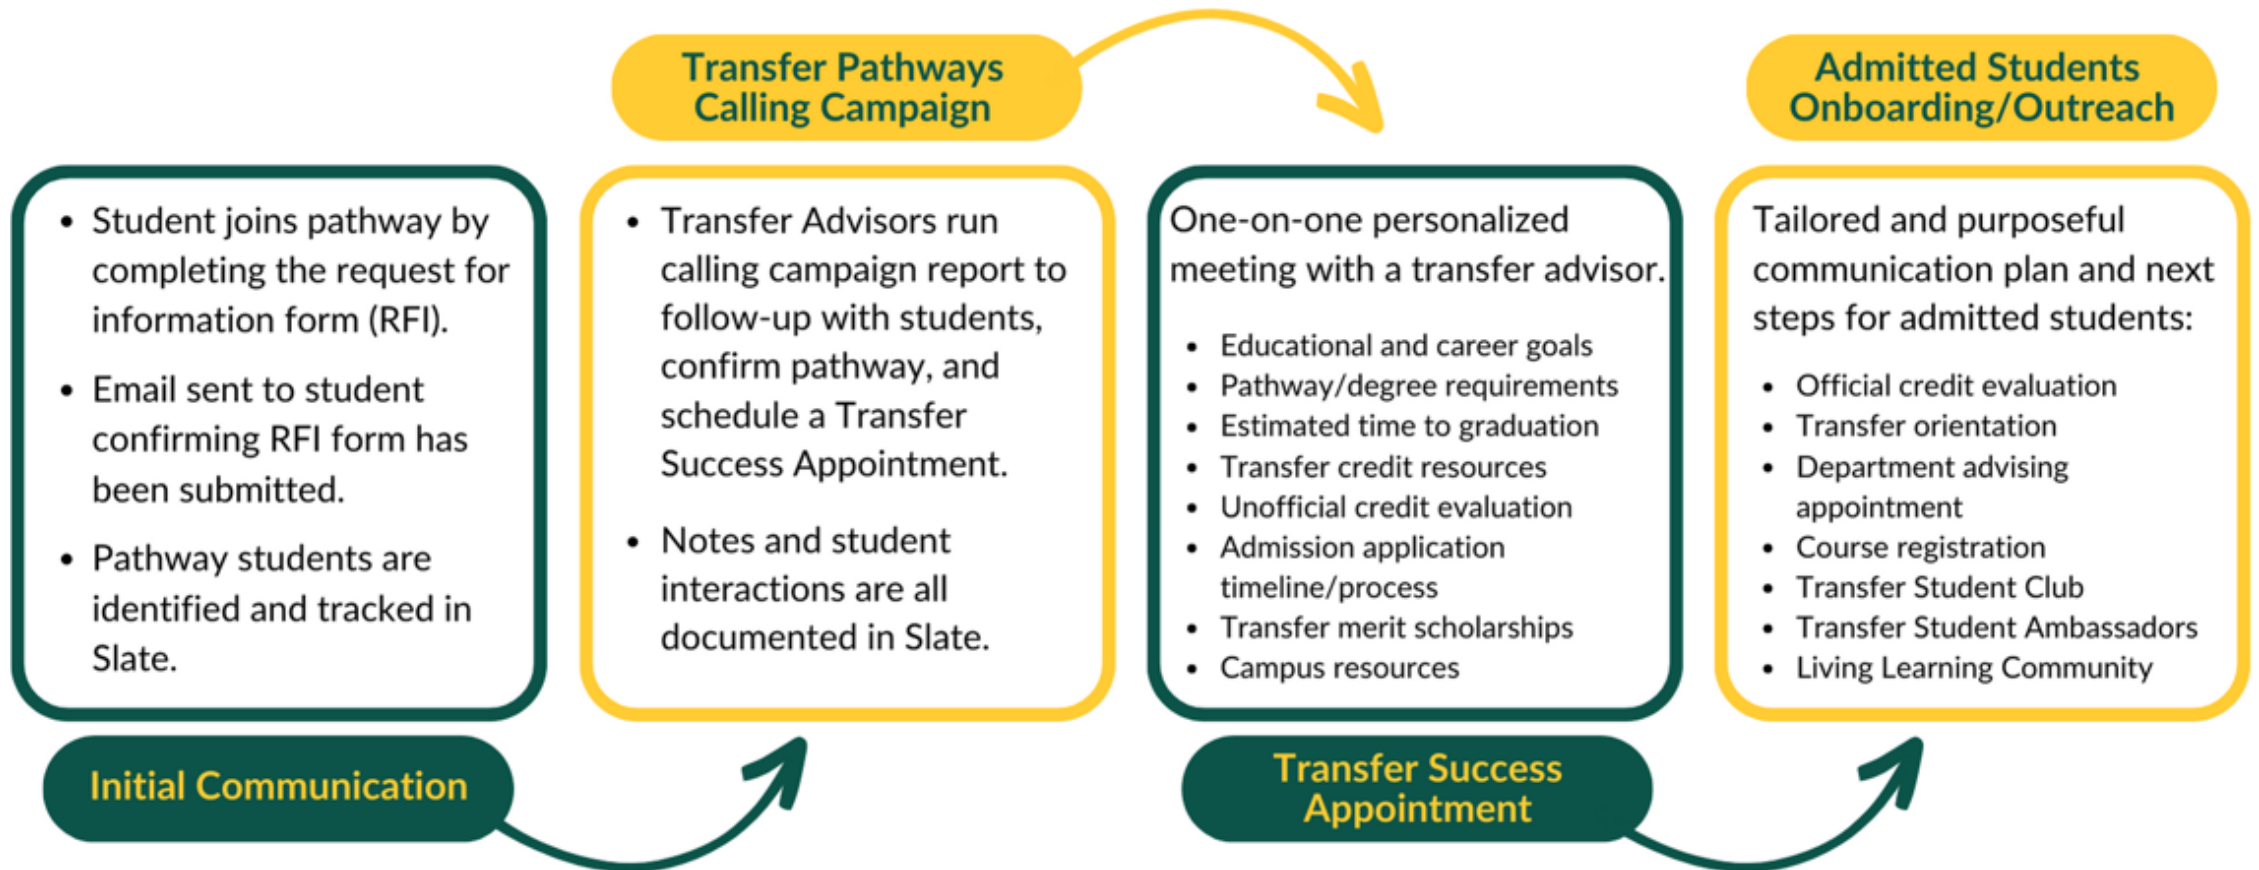 • Student joins pathway by
completing the request for
information form (RFI).
• Email sent to student
confirming RFI form has
been submitted.
• Pathway students are
identified and tracked in
Slate.
Initial Communication
Transfer Pathways
Calling Campaign
• Transfer Advisors run
calling campaign report to
follow-up with students,
confirm pathway, and
schedule a Transfer
Success Appointment.
• Notes and student
interactions are all
documented in Slate.
One-on-one personalized
meeting with a transfer advisor.
• Educational and career goals
• Pathway/degree requirements
• Estimated time to graduation
• Transfer credit resources
• Unofficial credit evaluation
• Admission application
timeline/process
• Transfer merit scholarships
• Campus resources
Transfer Success
Appointment
Admitted Students
Onboarding/Outreach
Tailored and purposeful
communication plan and next
steps for admitted students:
• Official credit evaluation
• Transfer orientation
• Department advising
appointment
• Course registration
• Transfer Student Club
• Transfer Student Ambassadors
• Living Learning Community